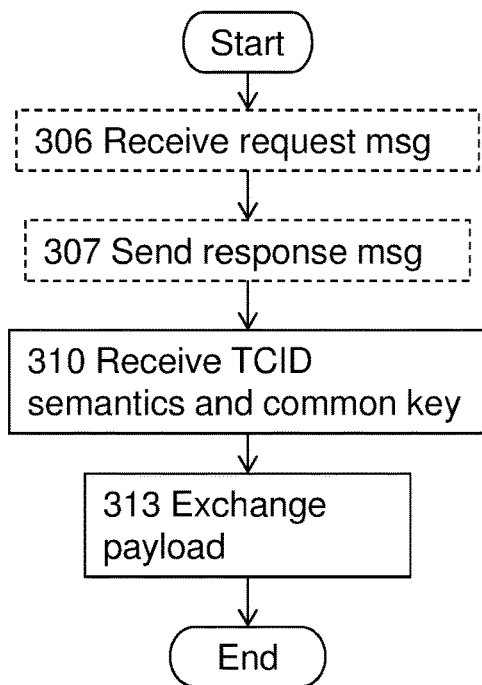 Start
306 Receive request msg
307 Send response msg
310 Receive TCID
semantics and common key
313 Exchange
payload
End